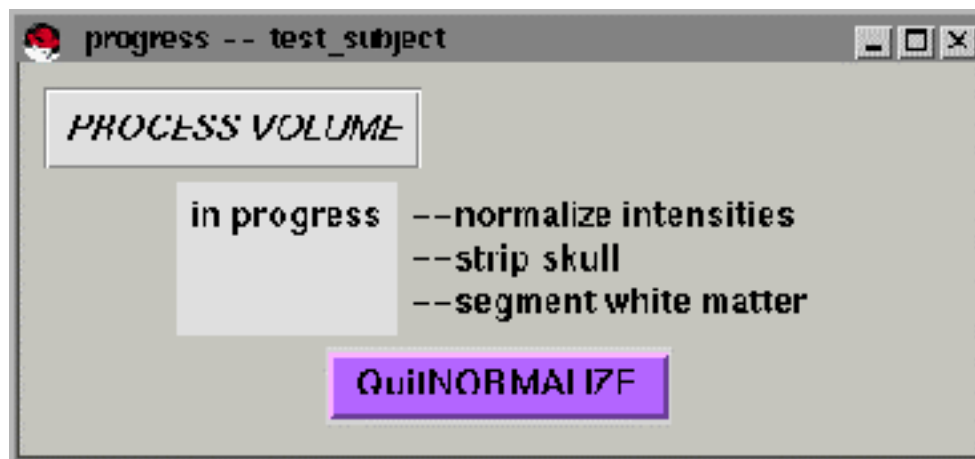 progress -- test_subject
PROCESS VOLUME
in progress --normalize intensities
--strip skull
--segment white matter
QuitNORMALIZE